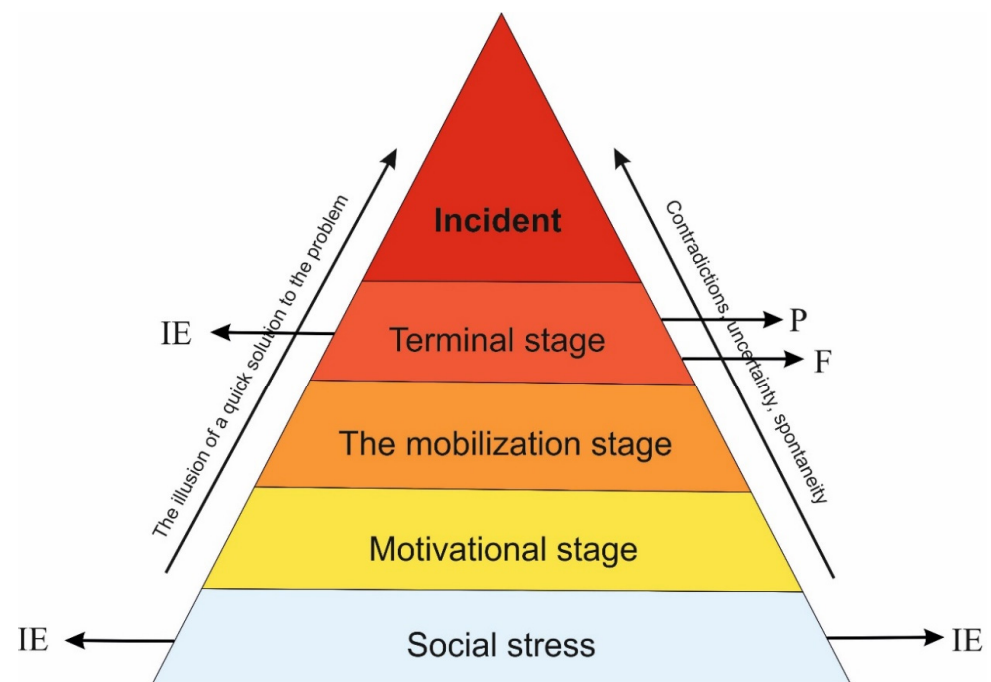 Incident
The illusion of a quick solution to the problem
Contradictions, uncertainty, spontaneity
IE
Terminal stage
P
F
The mobilization stage
Motivational stage
IE
Social stress
IE